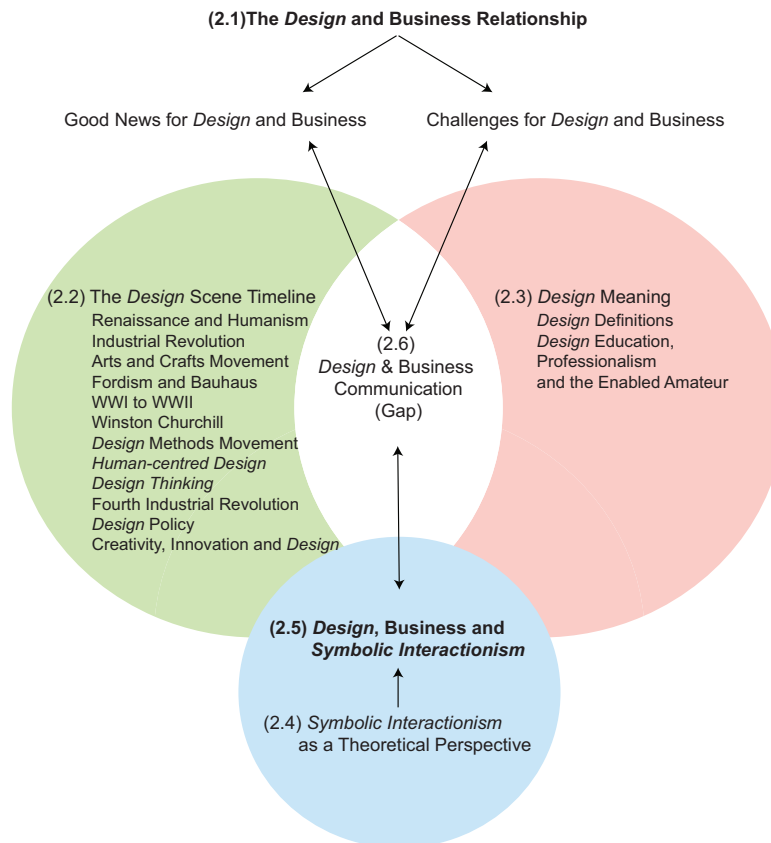 (2.1)The Design and Business Relationship
Good News for Design and Business
Challenges for Design and Business
(2.2) The Design Scene Timeline
Renaissance and Humanism
Industrial Revolution
Arts and Crafts Movement
Fordism and Bauhaus
WWI to WWII
Winston Churchill
Design Methods Movement
Human-centred Design
Design Thinking
Fourth Industrial Revolution
Design Policy
Creativity, Innovation and Design
(2.6)
Design & Business
Communication
(Gap)
(2.3) Design Meaning
Design Definitions
Design Education,
Professionalism
and the Enabled Amateur
(2.5) Design, Business and
Symbolic Interactionism
(2.4) Symbolic Interactionism
as a Theoretical Perspective